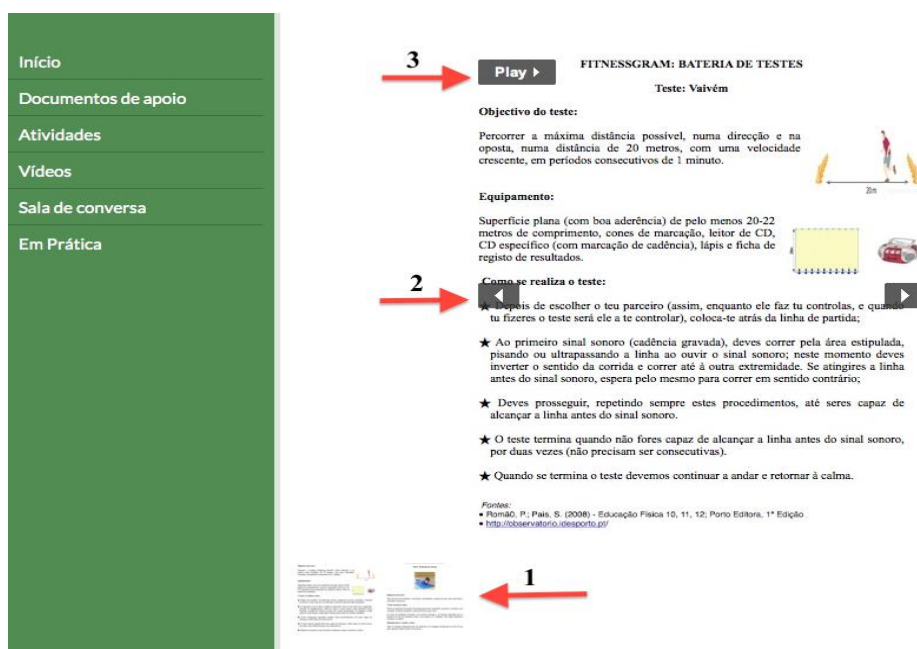 Início
Documentos de apoio
Atividades
Vídeos
Sala de conversa
Em Prática
3
Play
FITNESSGRAM: BATERIA DE TESTES
Teste: Vaivém
Objectivo do teste:
Percorrer a máxima distância possível, numa direcção e na
oposta, numa distância de 20 metros, com uma velocidade
crescente, em períodos consecutivos de 1 minuto.
20m
Equipamento:
Superfície plana (com boa aderência) de pelo menos 20-22
metros de comprimento, cones de marcação, leitor de CD,
CD específico (com marcação de cadência), lápis e ficha de
registo de resultados.
2
Como se realiza o teste:
★ Depois de escolher o teu parceiro (assim, enquanto ele faz tu controlas, e quando
tu fizeres o teste será ele a te controlar), coloca-te atrás da linha de partida;
★ Ao primeiro sinal sonoro (cadência gravada), deves correr pela área estipulada,
pisando ou ultrapassando a linha ao ouvir o sinal sonoro; neste momento deves
inverter o sentido da corrida e correr até à outra extremidade. Se atingires a linha
antes do sinal sonoro, espera pelo mesmo para correr em sentido contrário;
★ Deves prosseguir, repetindo sempre estes procedimentos, até seres capaz de
alcançar a linha antes do sinal sonoro.
★ O teste termina quando não fores capaz de alcançar a linha antes do sinal sonoro,
por duas vezes (não precisam ser consecutivas).
★ Quando se termina o teste devemos continuar a andar e retornar à calma.
Fontes:
• Romão, P.; Pais, S. (2008) - Educação Física 10, 11, 12; Porto Editora, 1ª Edição
• http://observatorio.idesporto.pt/
1